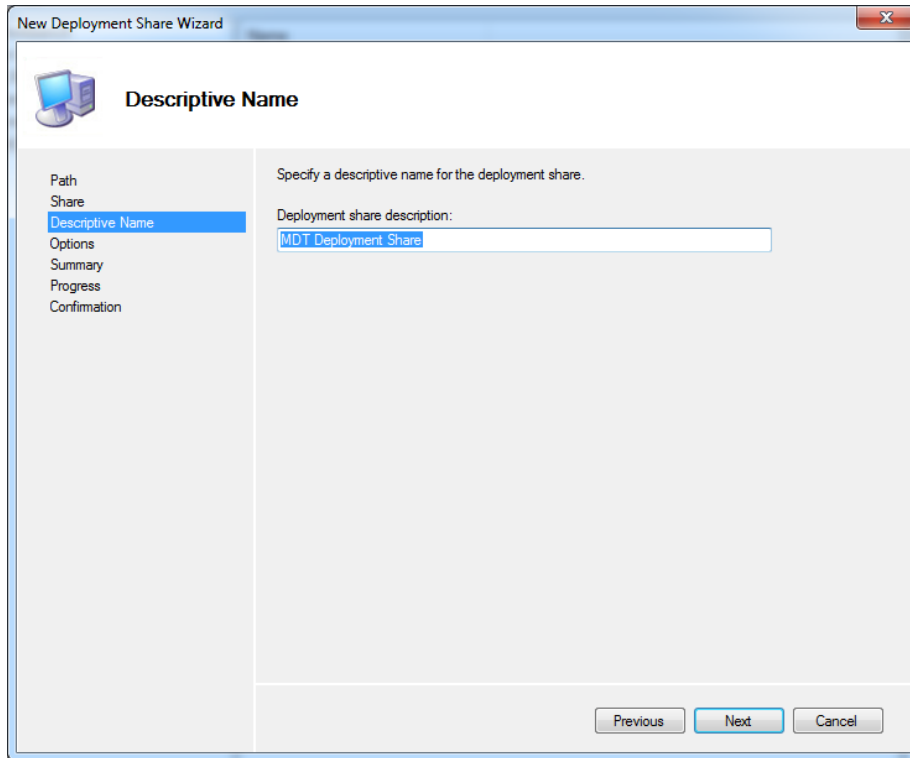 New Deployment Share Wizard
Descriptive Name
Path
Share
Descriptive Name
Options
Summary
Progress
Confirmation
Specify a descriptive name for the deployment share.
Deployment share description:
MDT Deployment Share
Previous
Next
Cancel